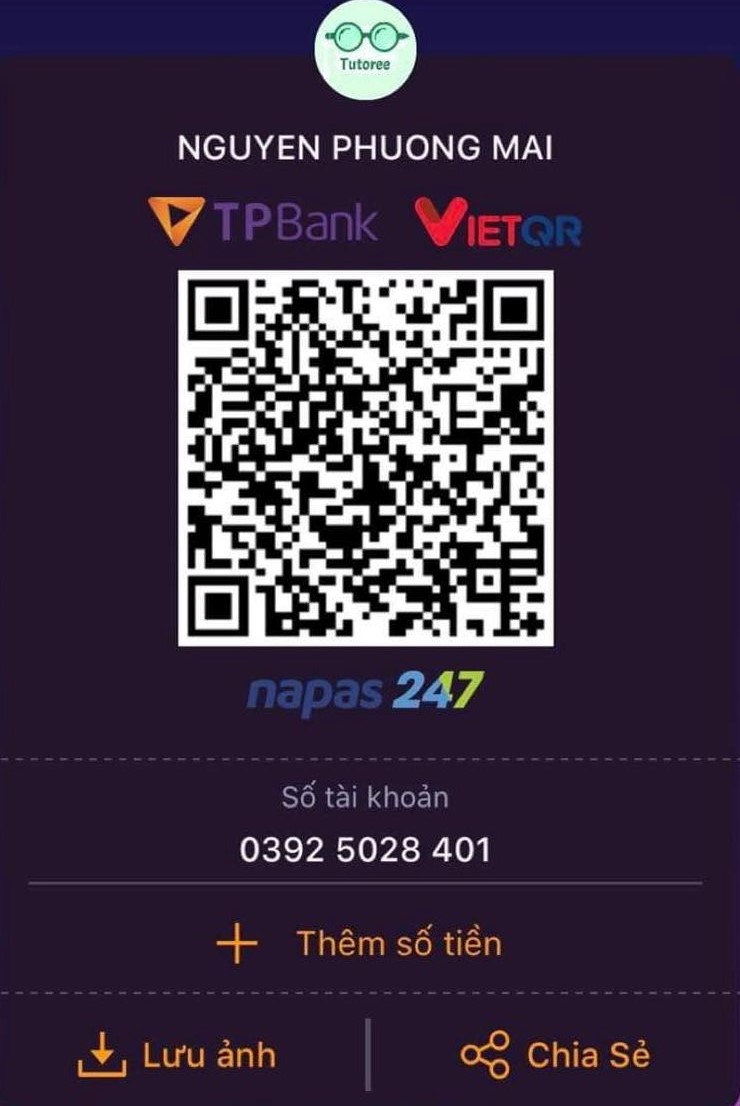 Tutoree
NGUYEN PHUONG MAI
TPBank VIETQR
napas 247
Số tài khoản
0392 5028 401
Thêm số tiền
Lưu ảnh
Chia Sẻ